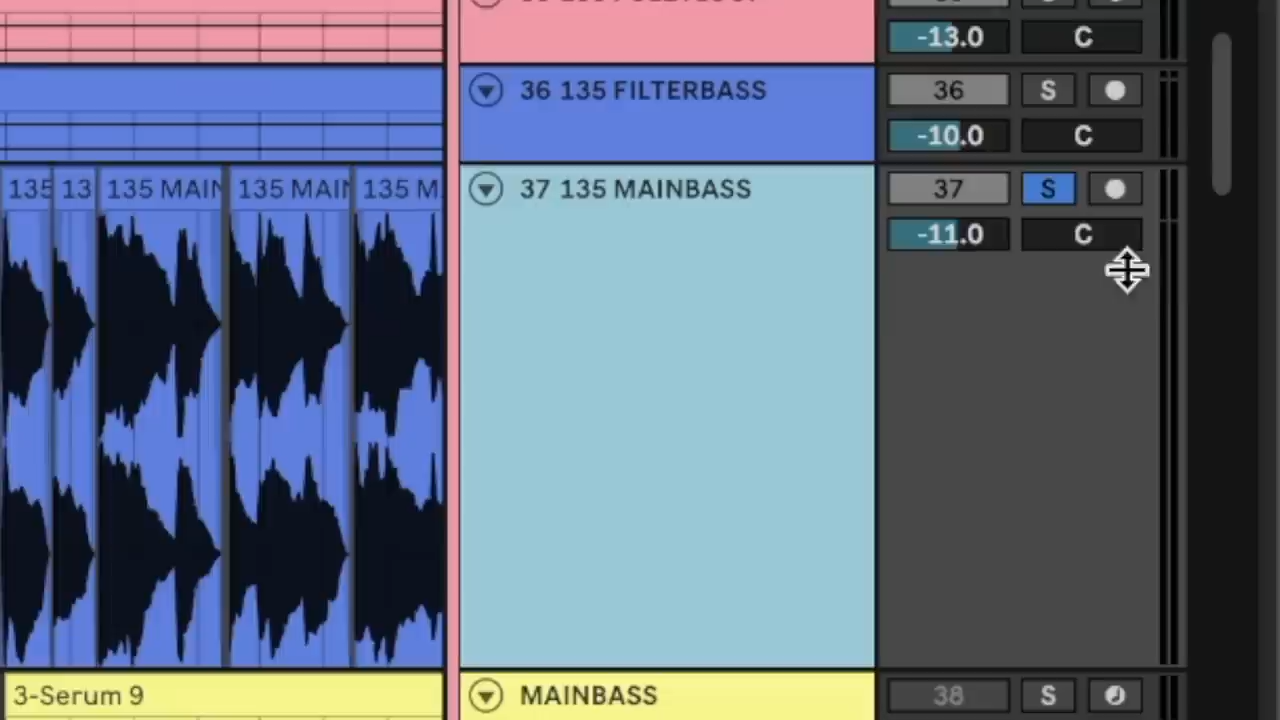 -13.0 C
36 135 FILTERBASS 36 S
-10.0 C
135 13 135 MAIN 135 MAIN 135 M 37 135 MAINBASS 37 S
-11.0 C
3-Serum 9 MAINBASS 38 S